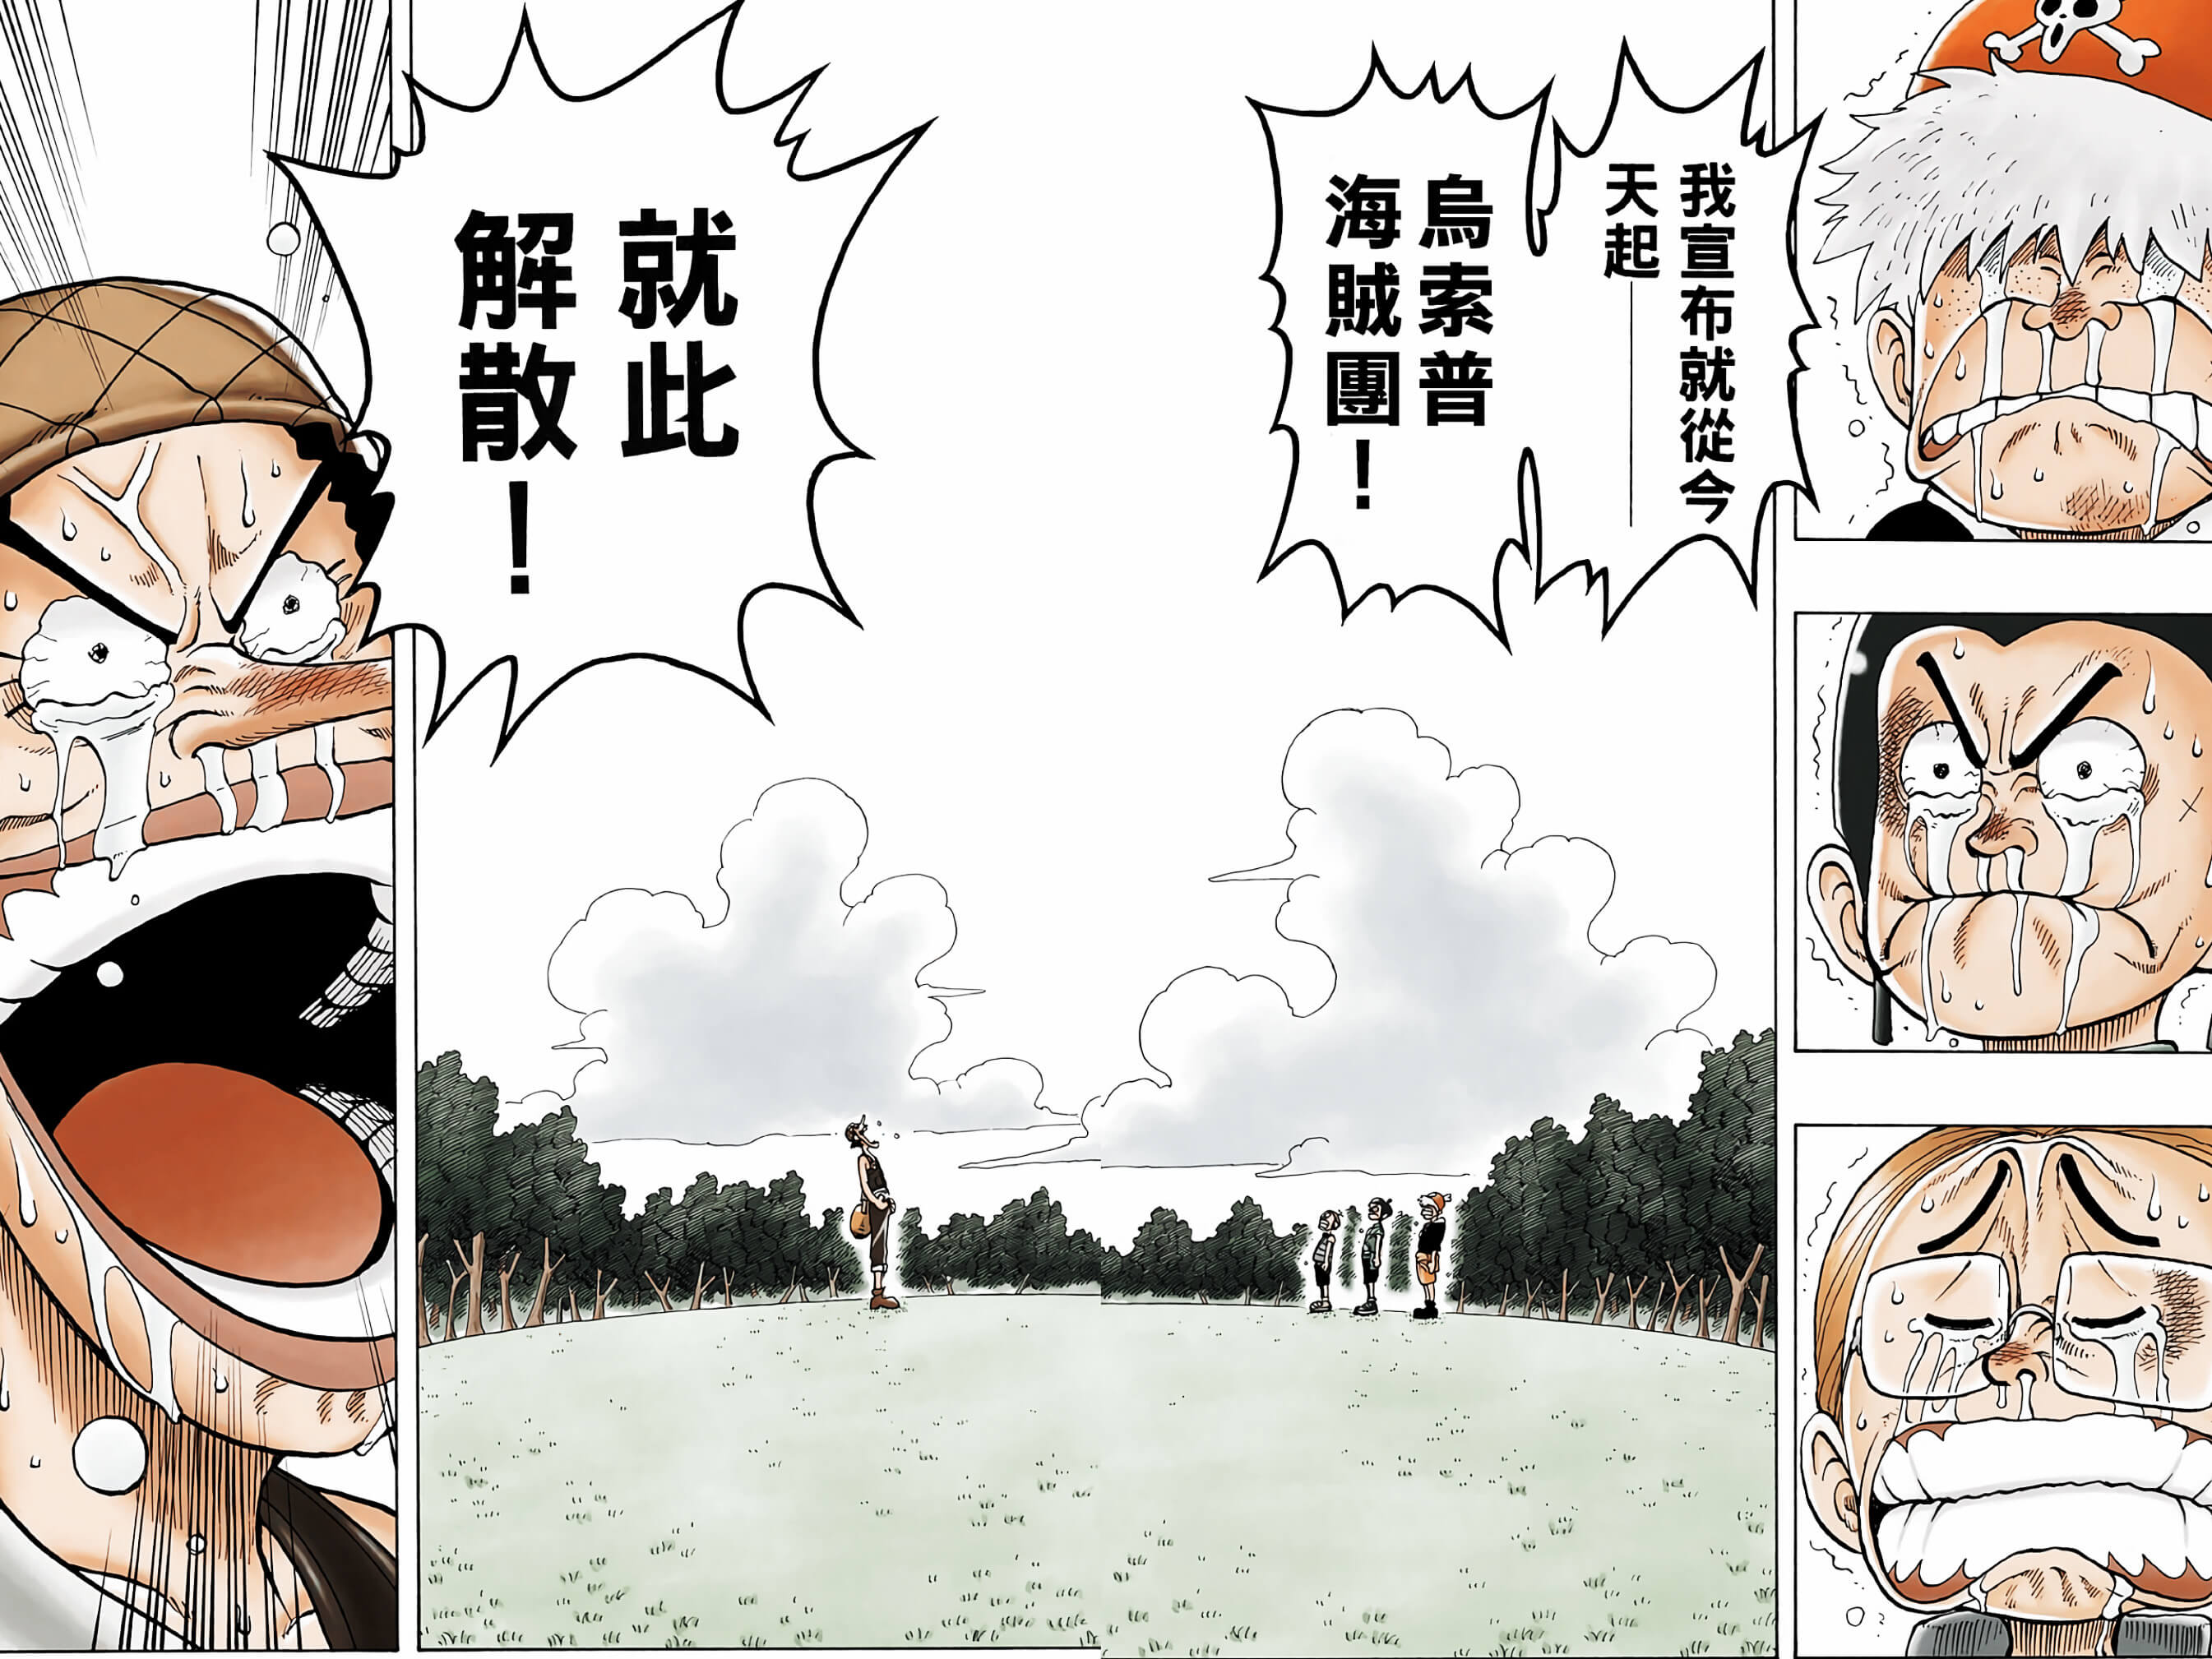 我宣布就從今
天起——
烏索普
海賊團！
就此
解散！